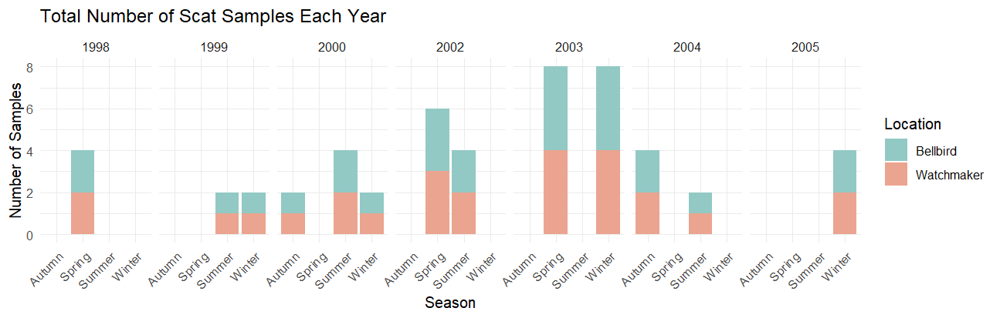 Total Number of Scat Samples Each Year
1998 1999 2000 2002 2003 2004 2005
Number of Samples
8
6
4
2
0
Autumn Spring Summer Winter Autumn Spring Summer Winter Autumn Spring Summer Winter Autumn Spring Summer Winter Autumn Spring Summer Winter Autumn Spring Summer Winter Autumn Spring Summer Winter
Season
Location
Bellbird
Watchmaker